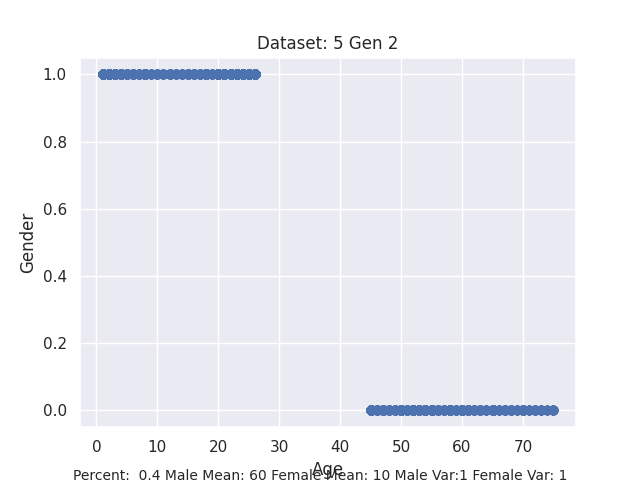 Dataset: 5 Gen 2
1.0
0.8
0.6
0.4
0.2
0.0
Gender
0 10 20 30 40 50 60 70
Age
Percent: 0.4 Male Mean: 60 Female Mean: 10 Male Var:1 Female Var: 1